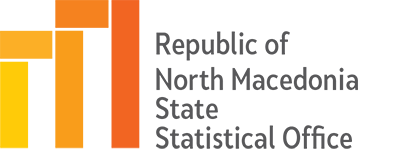 Republic of
North Macedonia
State
Statistical Office